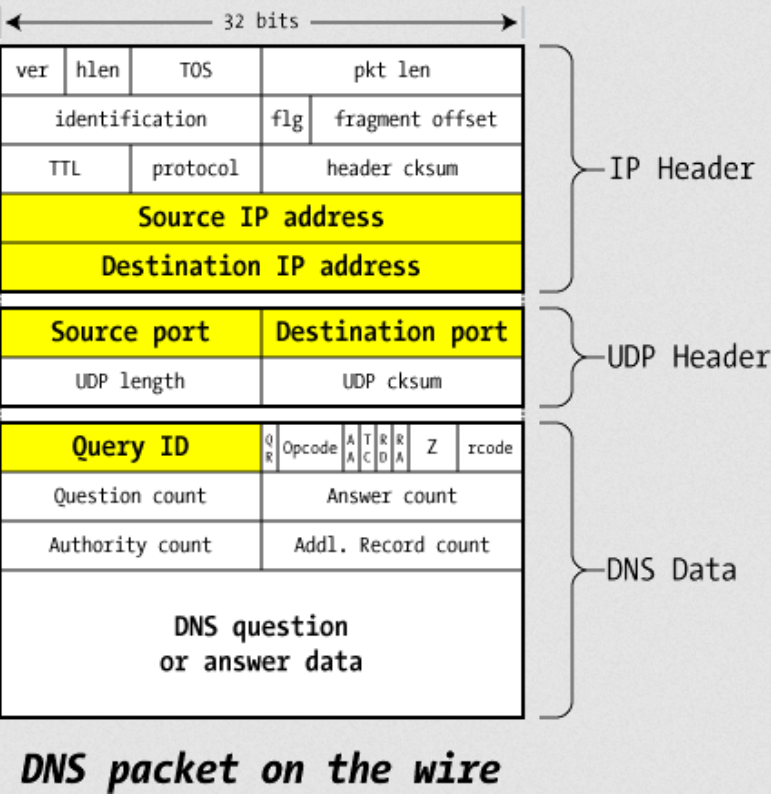 32 bits
ver hlen TOS pkt len
identification flg fragment offset
TTL protocol header cksum
IP Header
Source IP address
Destination IP address
Source port Destination port
UDP Header
UDP length UDP cksum
Query ID QR Opcode AA TC RD RA Z rcode
Question count Answer count
Authority count Addl. Record count
DNS Data
DNS question
or answer data
DNS packet on the wire